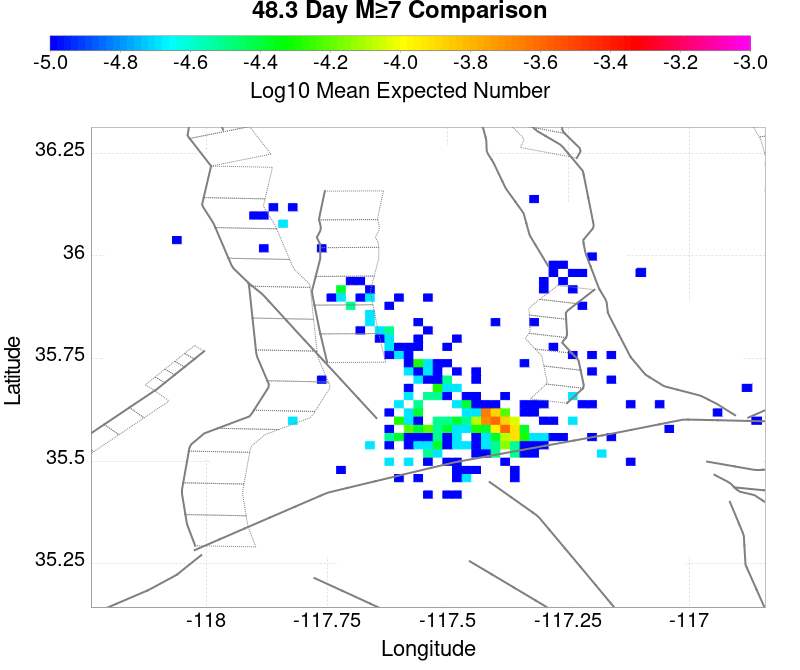 48.3 Day M≥7 Comparison
-5.0 -4.8 -4.6 -4.4 -4.2 -4.0 -3.8 -3.6 -3.4 -3.2 -3.0
Log10 Mean Expected Number
36.25
36
35.75
35.5
35.25
Latitude
-118 -117.75 -117.5 -117.25 -117
Longitude